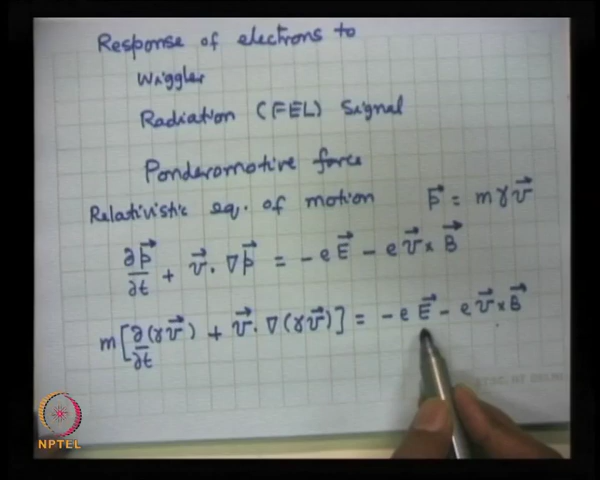 Response of electrons to
Wiggler
Radiation (FEL) Signal
Ponderomotive force
Relativistic eq. of motion p⃗ = mγv⃗
∂p⃗/∂t + v⃗ · ∇p⃗ = -eE⃗ - ev⃗ × B⃗
m[∂(γv⃗)/∂t + v⃗ · ∇(γv⃗)] = -eE⃗ - ev⃗ × B⃗
NPTEL